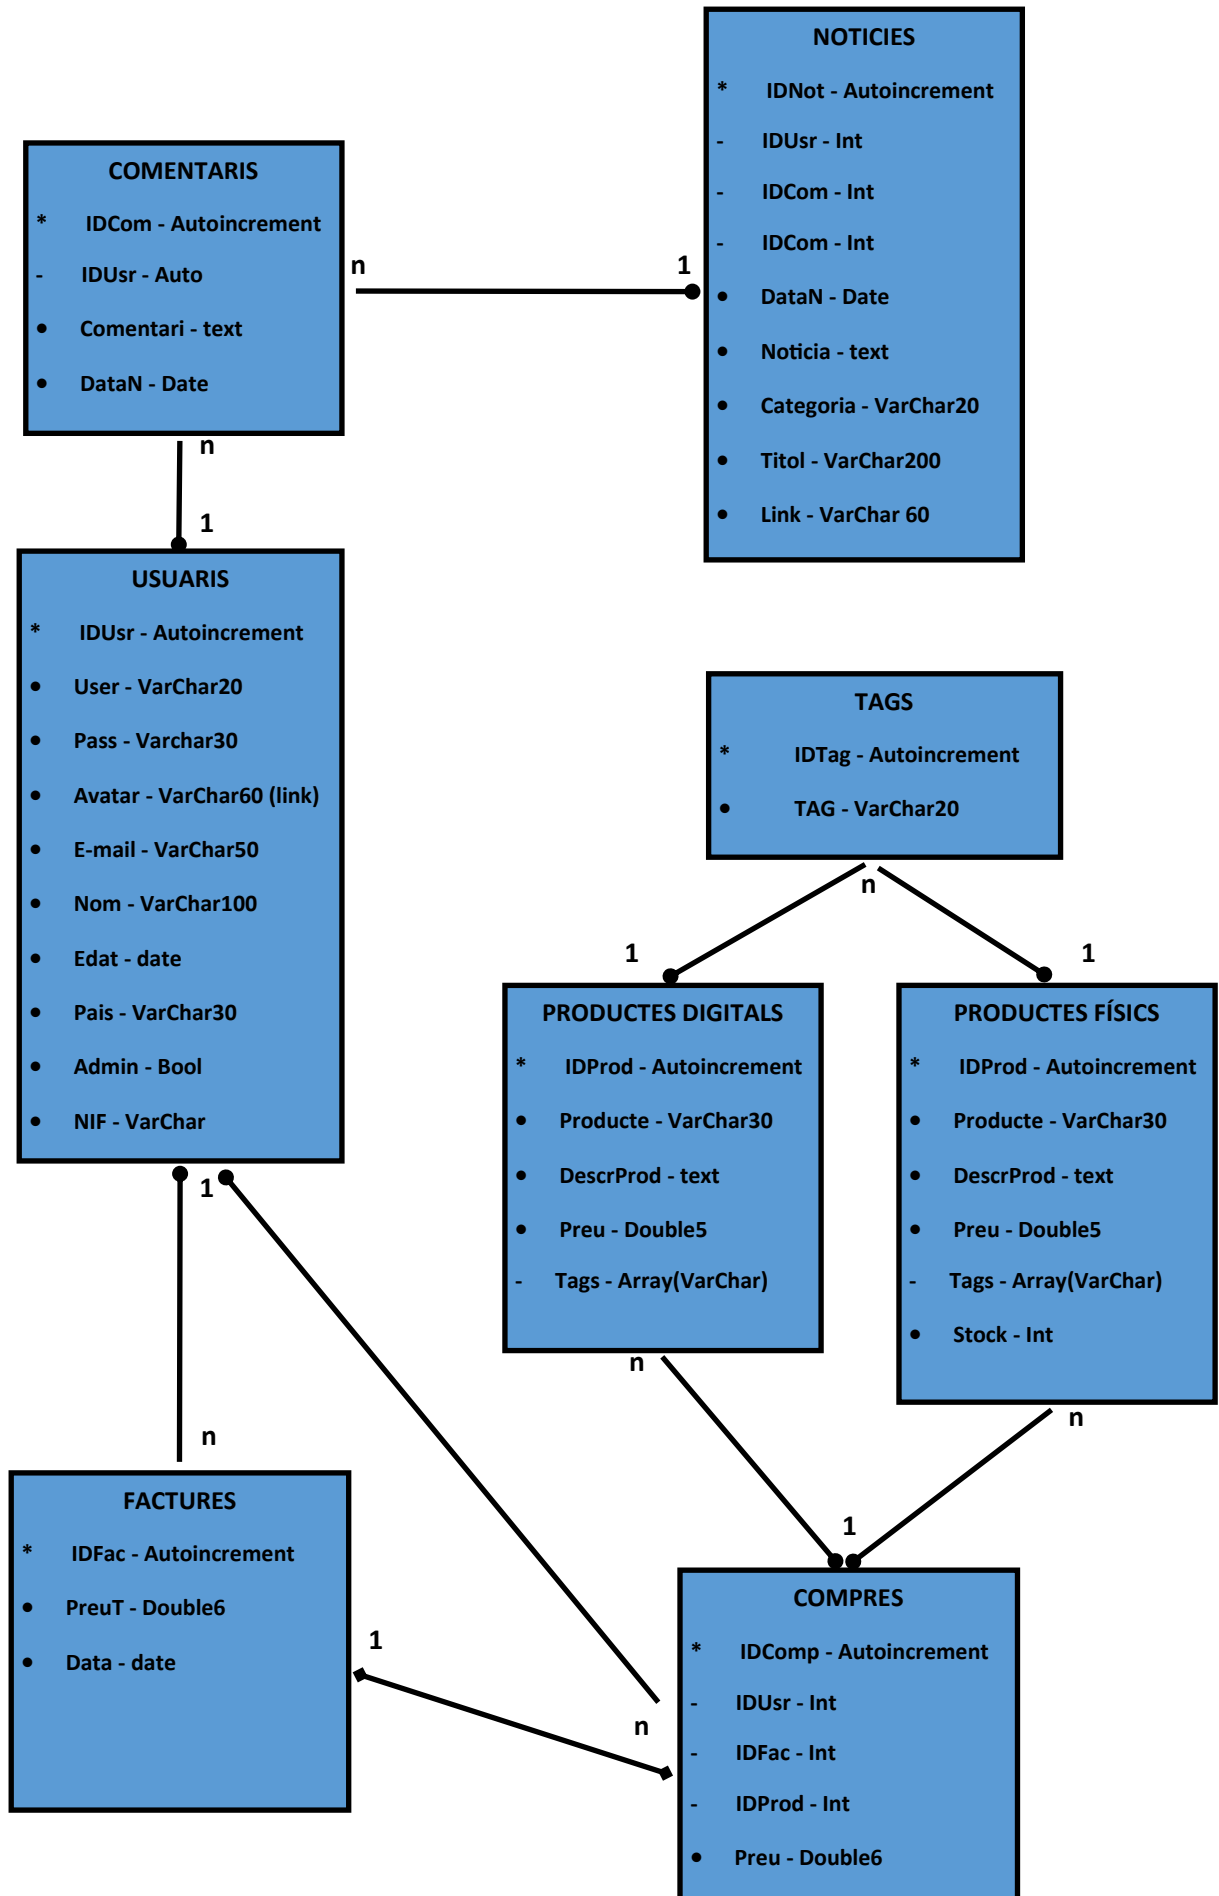 NOTICIES
* IDNot - Autoincrement
- IDUsr - Int
- IDCom - Int
- IDCom - Int
• DataN - Date
• Noticia - text
• Categoria - VarChar20
• Titol - VarChar200
• Link - VarChar 60
COMENTARIS
* IDCom - Autoincrement
- IDUsr - Auto
• Comentari - text
• DataN - Date
n
1
n
1
USUARIS
* IDUsr - Autoincrement
• User - VarChar20
• Pass - Varchar30
• Avatar - VarChar60 (link)
• E-mail - VarChar50
• Nom - VarChar100
• Edat - date
• Pais - VarChar30
• Admin - Bool
• NIF - VarChar
TAGS
* IDTag - Autoincrement
• TAG - VarChar20
n
1
1
PRODUCTES DIGITALS
* IDProd - Autoincrement
• Producte - VarChar30
• DescrProd - text
• Preu - Double5
- Tags - Array(VarChar)
PRODUCTES FÍSICS
* IDProd - Autoincrement
• Producte - VarChar30
• DescrProd - text
• Preu - Double5
- Tags - Array(VarChar)
• Stock - Int
1
n
n
n
1
FACTURES
* IDFac - Autoincrement
• PreuT - Double6
• Data - date
1
n
COMPRES
* IDComp - Autoincrement
- IDUsr - Int
- IDFac - Int
- IDProd - Int
• Preu - Double6